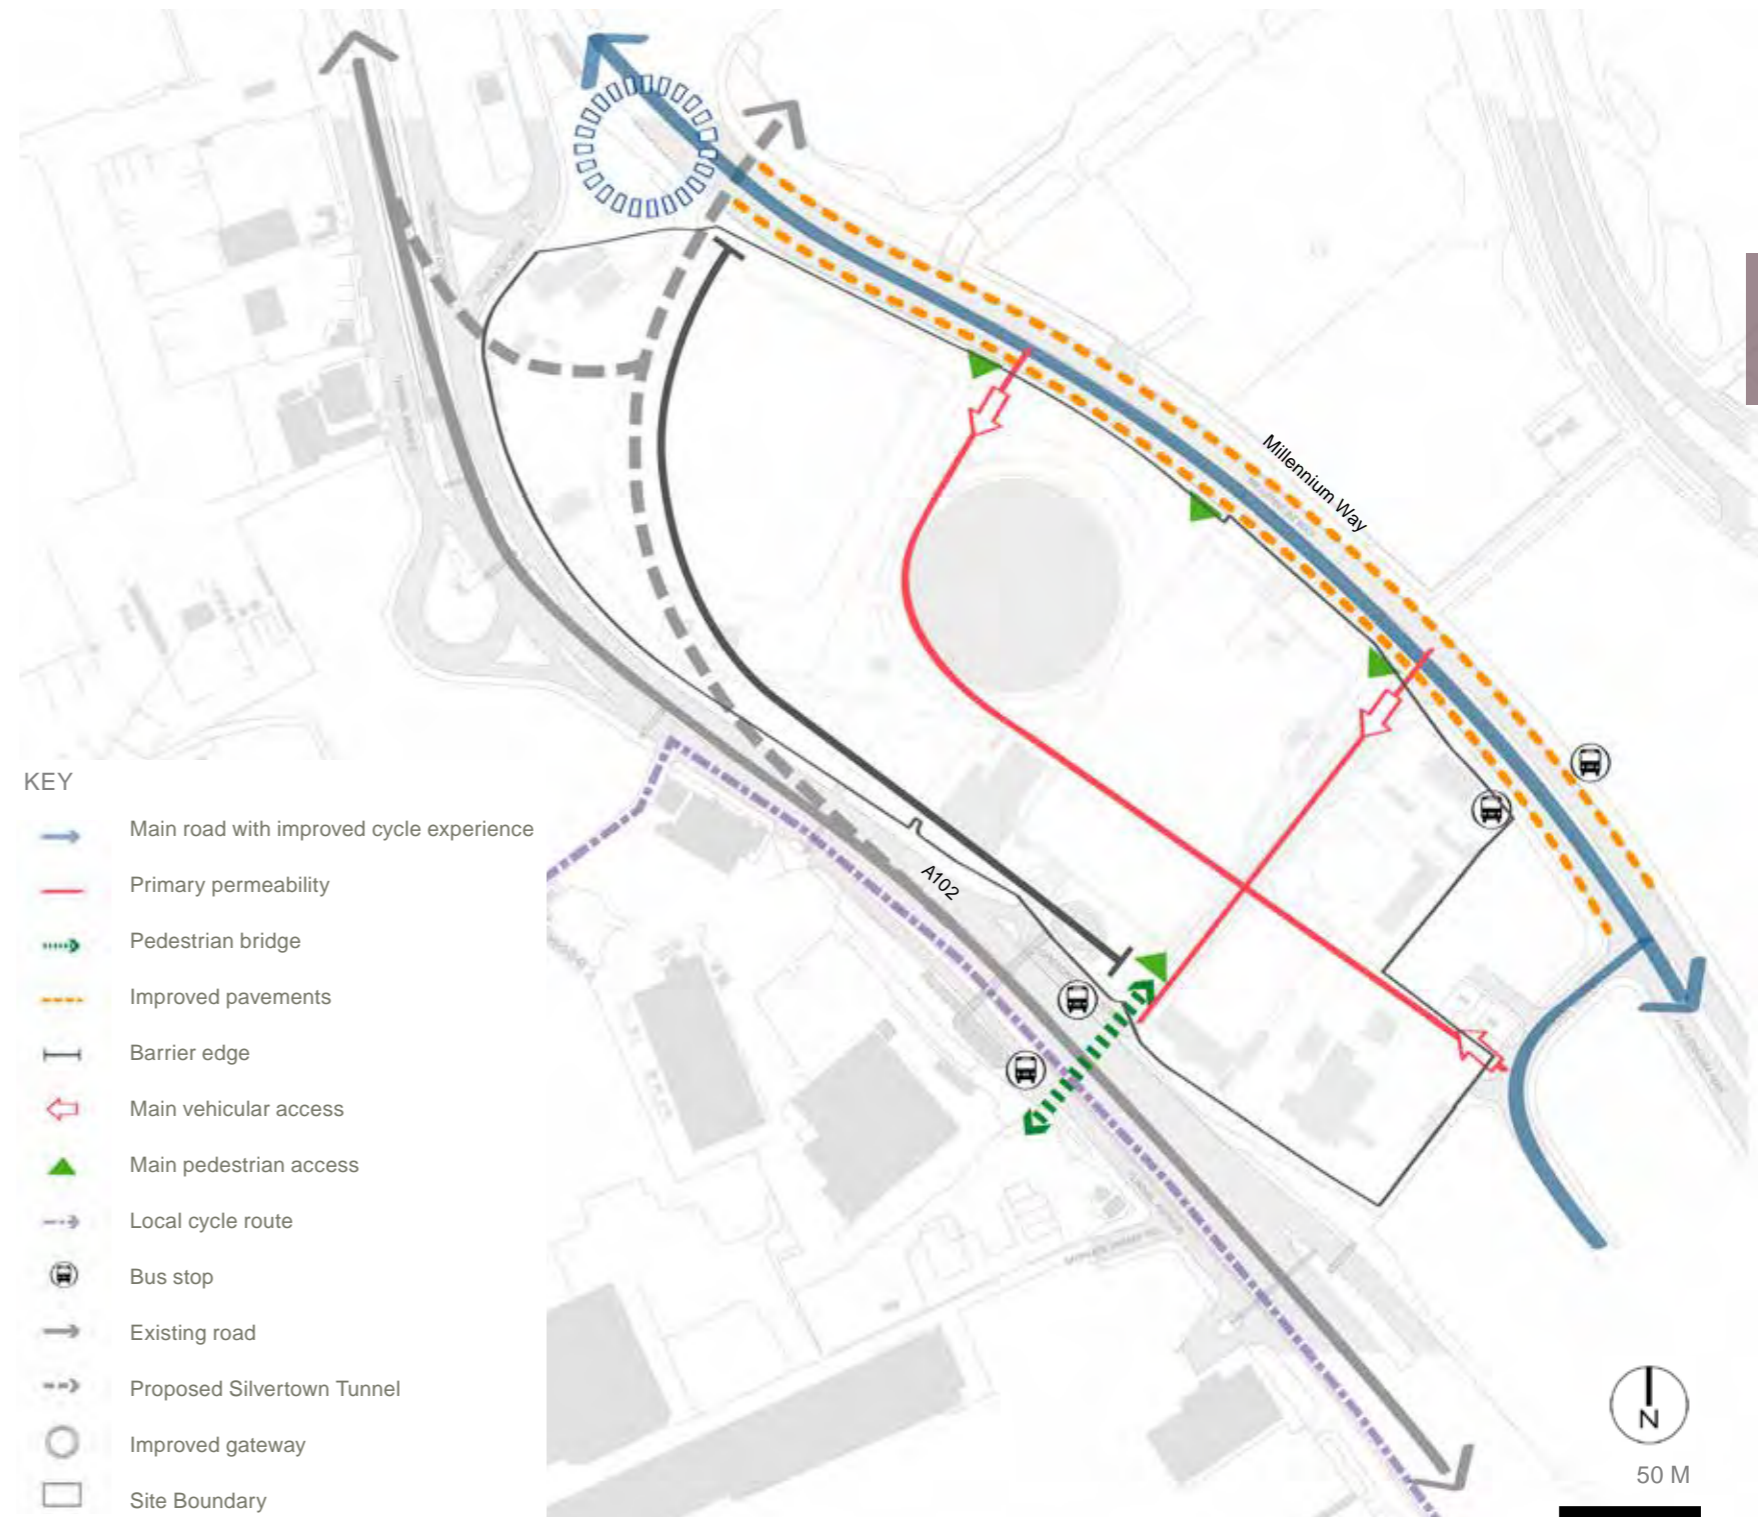 Millennium Way
A102
KEY
Main road with improved cycle experience
Primary permeability
Pedestrian bridge
Improved pavements
Barrier edge
Main vehicular access
Main pedestrian access
Local cycle route
Bus stop
Existing road
Proposed Silvertown Tunnel
Improved gateway
Site Boundary
N
50 M